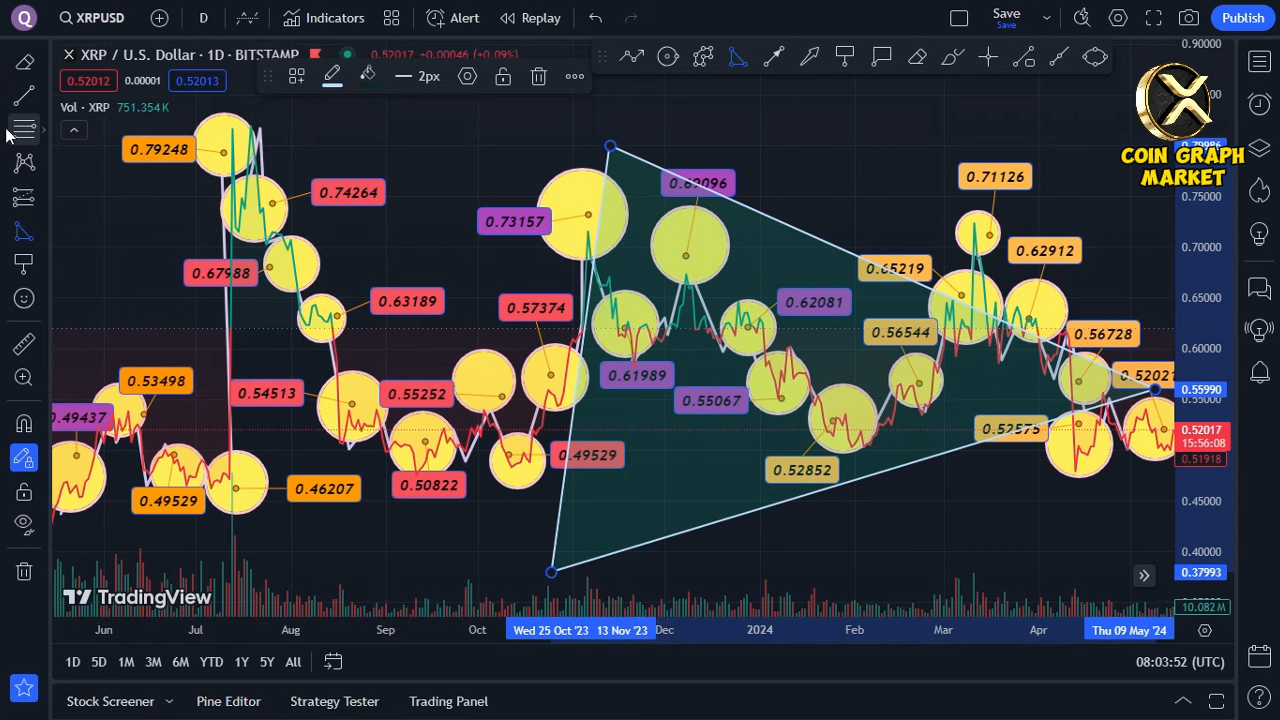 Q
XRPUSD
D
Indicators
Alert
Replay
Save
Save
Publish
XRP / U.S. Dollar · 1D · BITSTAMP
0.52017 +0.00046 (+0.09%)
0.90000
0.52012
0.00001
0.52013
2px
Vol · XRP 751.354K
COIN GRAPH
MARKET
0.79248
0.74264
0.67988
0.63189
0.54513
0.53498
0.49437
0.49529
0.46207
0.55252
0.50822
0.57374
0.49529
0.73157
0.69096
0.61989
0.62081
0.55067
0.52852
0.56544
0.65219
0.71126
0.62912
0.56728
0.52021
0.52575
0.75000
0.70000
0.65000
0.60000
0.55990
0.55000
0.52017
15:56:08
0.51918
0.45000
0.40000
0.37993
10.082M
TradingView
Jun
Jul
Aug
Sep
Oct
Wed 25 Oct '23
13 Nov '23
Dec
2024
Feb
Mar
Apr
Thu 09 May '24
1D
5D
1M
3M
6M
YTD
1Y
5Y
All
08:03:52 (UTC)
Stock Screener
Pine Editor
Strategy Tester
Trading Panel